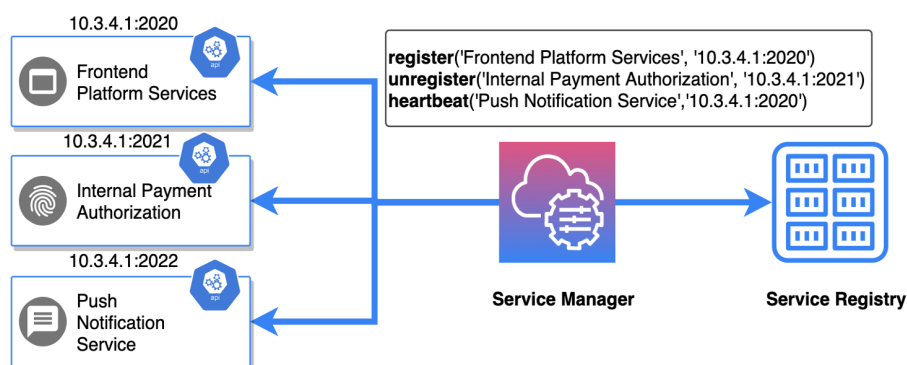 10.3.4.1:2020
api
Frontend
Platform Services
10.3.4.1:2021
api
Internal Payment
Authorization
10.3.4.1:2022
api
Push
Notification
Service
register('Frontend Platform Services', '10.3.4.1:2020')
unregister('Internal Payment Authorization', '10.3.4.1:2021')
heartbeat('Push Notification Service','10.3.4.1:2020')
Service Manager
Service Registry